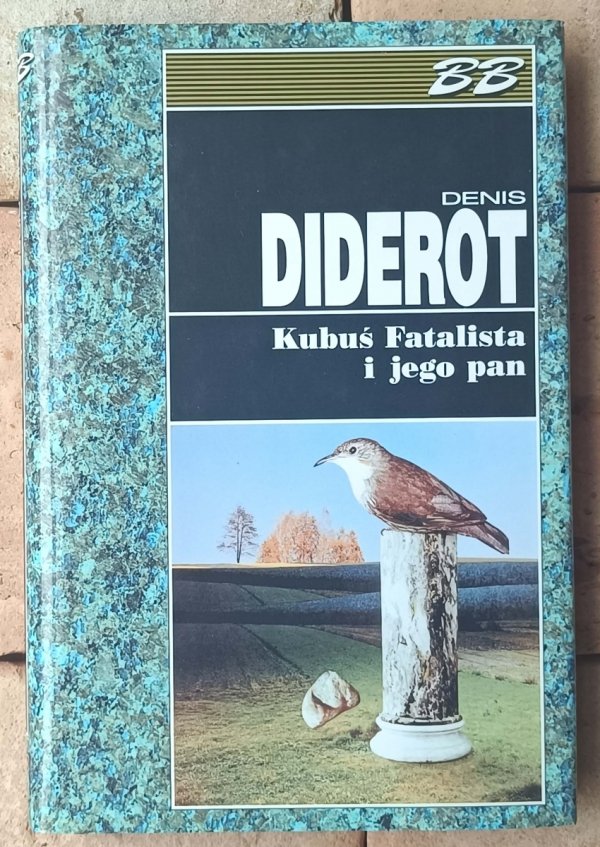 B
BB
DENIS
DIDEROT
Kubuś Fatalista
i jego pan